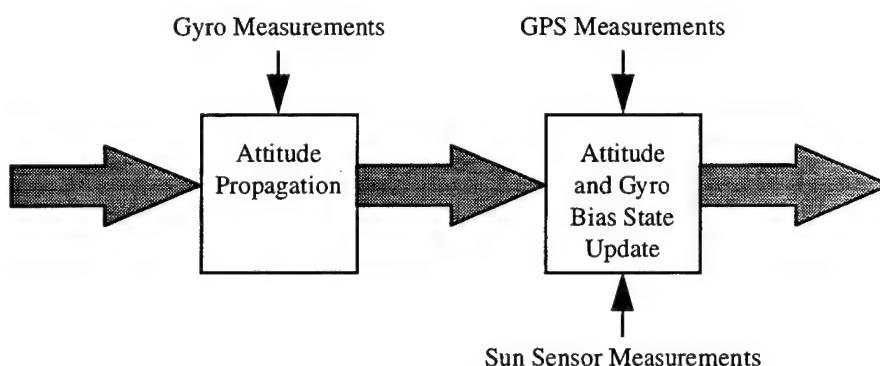 Gyro Measurements
GPS Measurements
Attitude
Propagation
Attitude
and Gyro
Bias State
Update
Sun Sensor Measurements